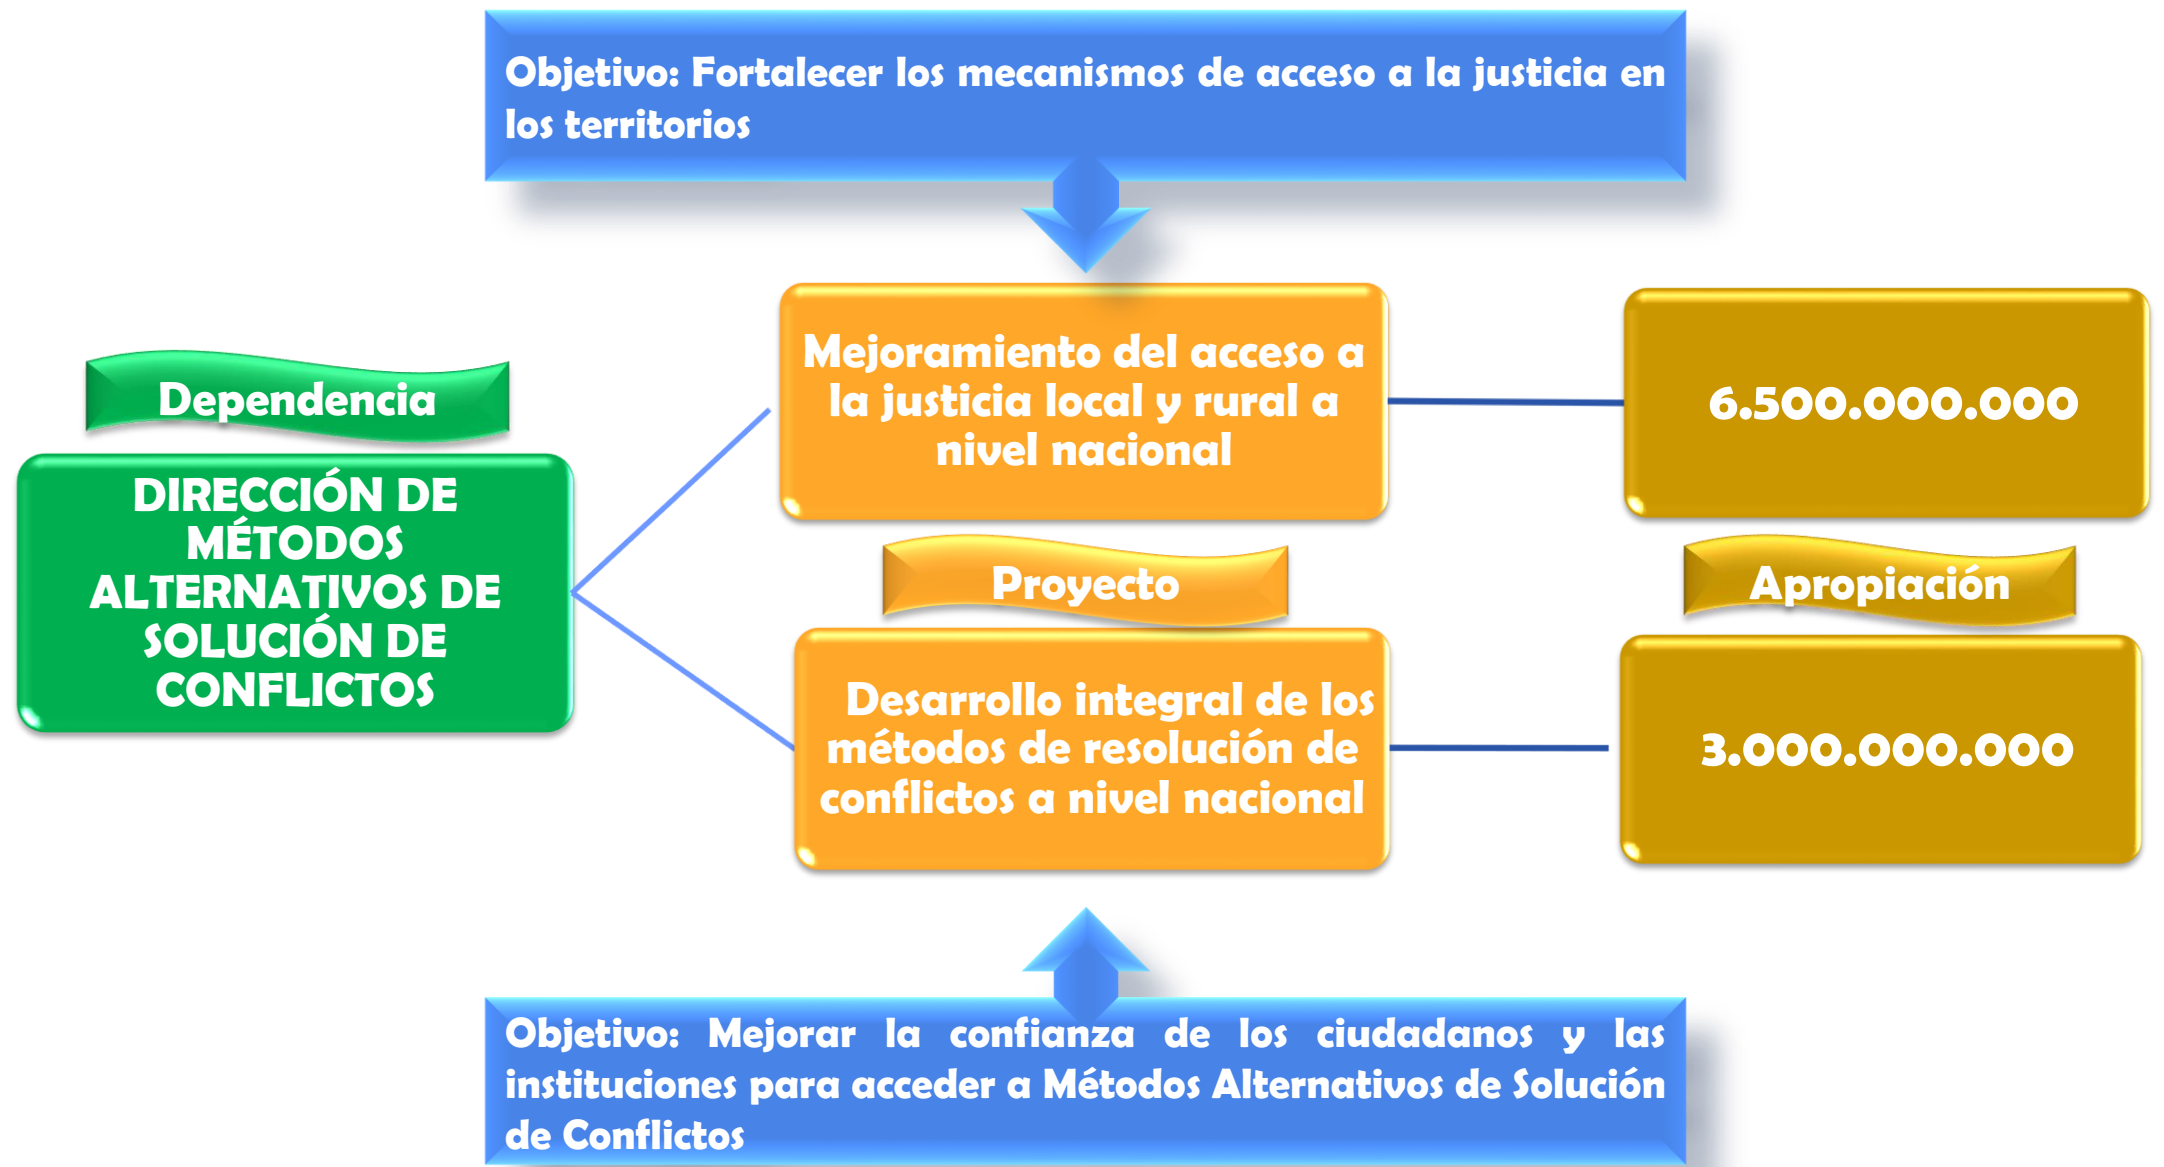 Objetivo: Fortalecer los mecanismos de acceso a la justicia en
los territorios
Dependencia
DIRECCIÓN DE
MÉTODOS
ALTERNATIVOS DE
SOLUCIÓN DE
CONFLICTOS
Mejoramiento del acceso a
la justicia local y rural a
nivel nacional
6.500.000.000
Proyecto
Apropiación
Desarrollo integral de los
métodos de resolución de
conflictos a nivel nacional
3.000.000.000
Objetivo: Mejorar la confianza de los ciudadanos y las
instituciones para acceder a Métodos Alternativos de Solución
de Conflictos